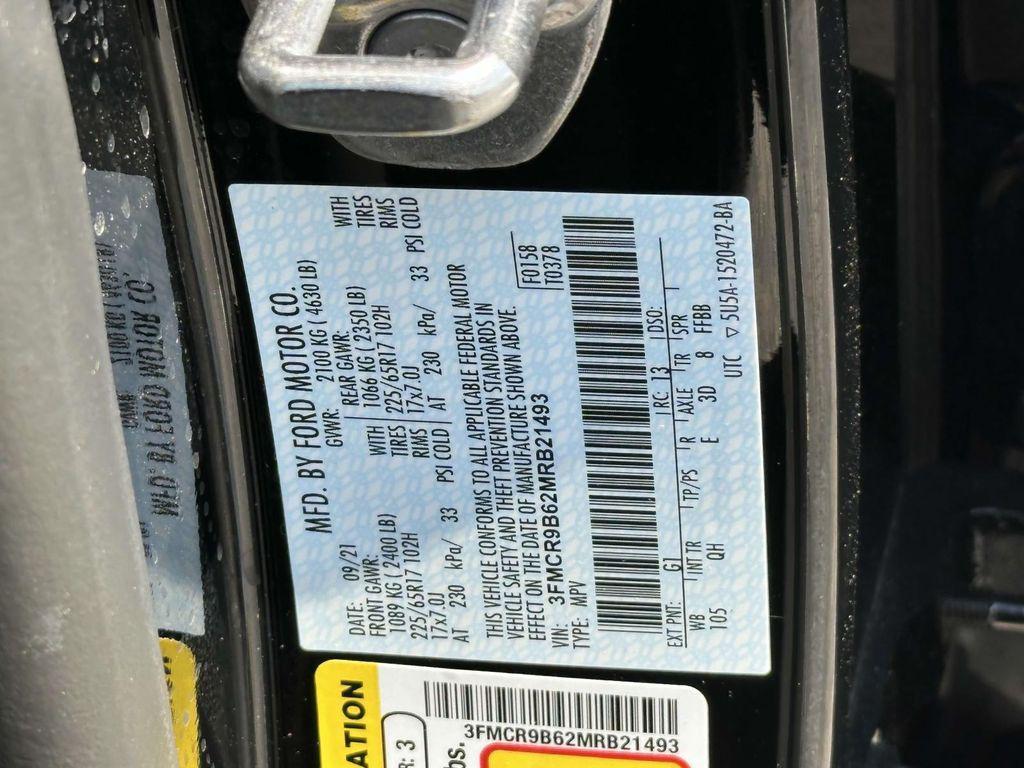 MFD. BY FORD MOTOR CO.
DATE: 09/21 GVWR: 2100 KG ( 4630 LB)
FRONT GAWR: REAR GAWR:
1089 KG ( 2400 LB) WITH 1066 KG ( 2350 LB) WITH
225/65R17 102H TIRES 225/65R17 102H TIRES
17x7.0J RIMS 17x7.0J RIMS
AT 230 kPa/ 33 PSI COLD AT 230 kPa/ 33 PSI COLD
THIS VEHICLE CONFORMS TO ALL APPLICABLE FEDERAL MOTOR
VEHICLE SAFETY AND THEFT PREVENTION STANDARDS IN
EFFECT ON THE DATE OF MANUFACTURE SHOWN ABOVE.
VIN: 3FMCR9B62MRB21493
TYPE: MPV
F0158
T0378
EXT PNT: G1 RC: 13 DSO:
WB INT TR TP/PS R AXLE TR SPR
105 QH E 3D 8 FFBB
UTC ▽ 5U5A-1520472-BA
ATION
R: 3
bs.
3FMCR9B62MRB21493